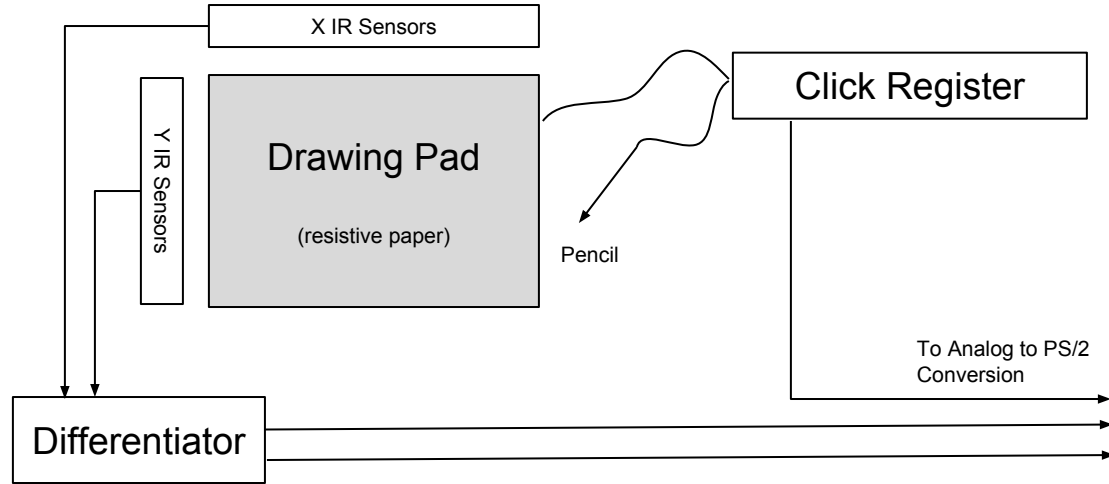 X IR Sensors
Click Register
Y IR Sensors
Drawing Pad
(resistive paper)
Pencil
To Analog to PS/2
Conversion
Differentiator